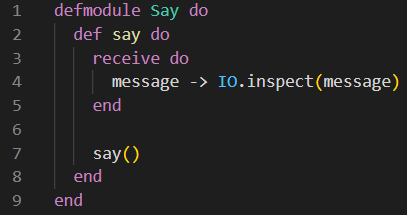 1 defmodule Say do
2   def say do
3     receive do
4       message -> IO.inspect(message)
5     end
6
7     say()
8   end
9 end